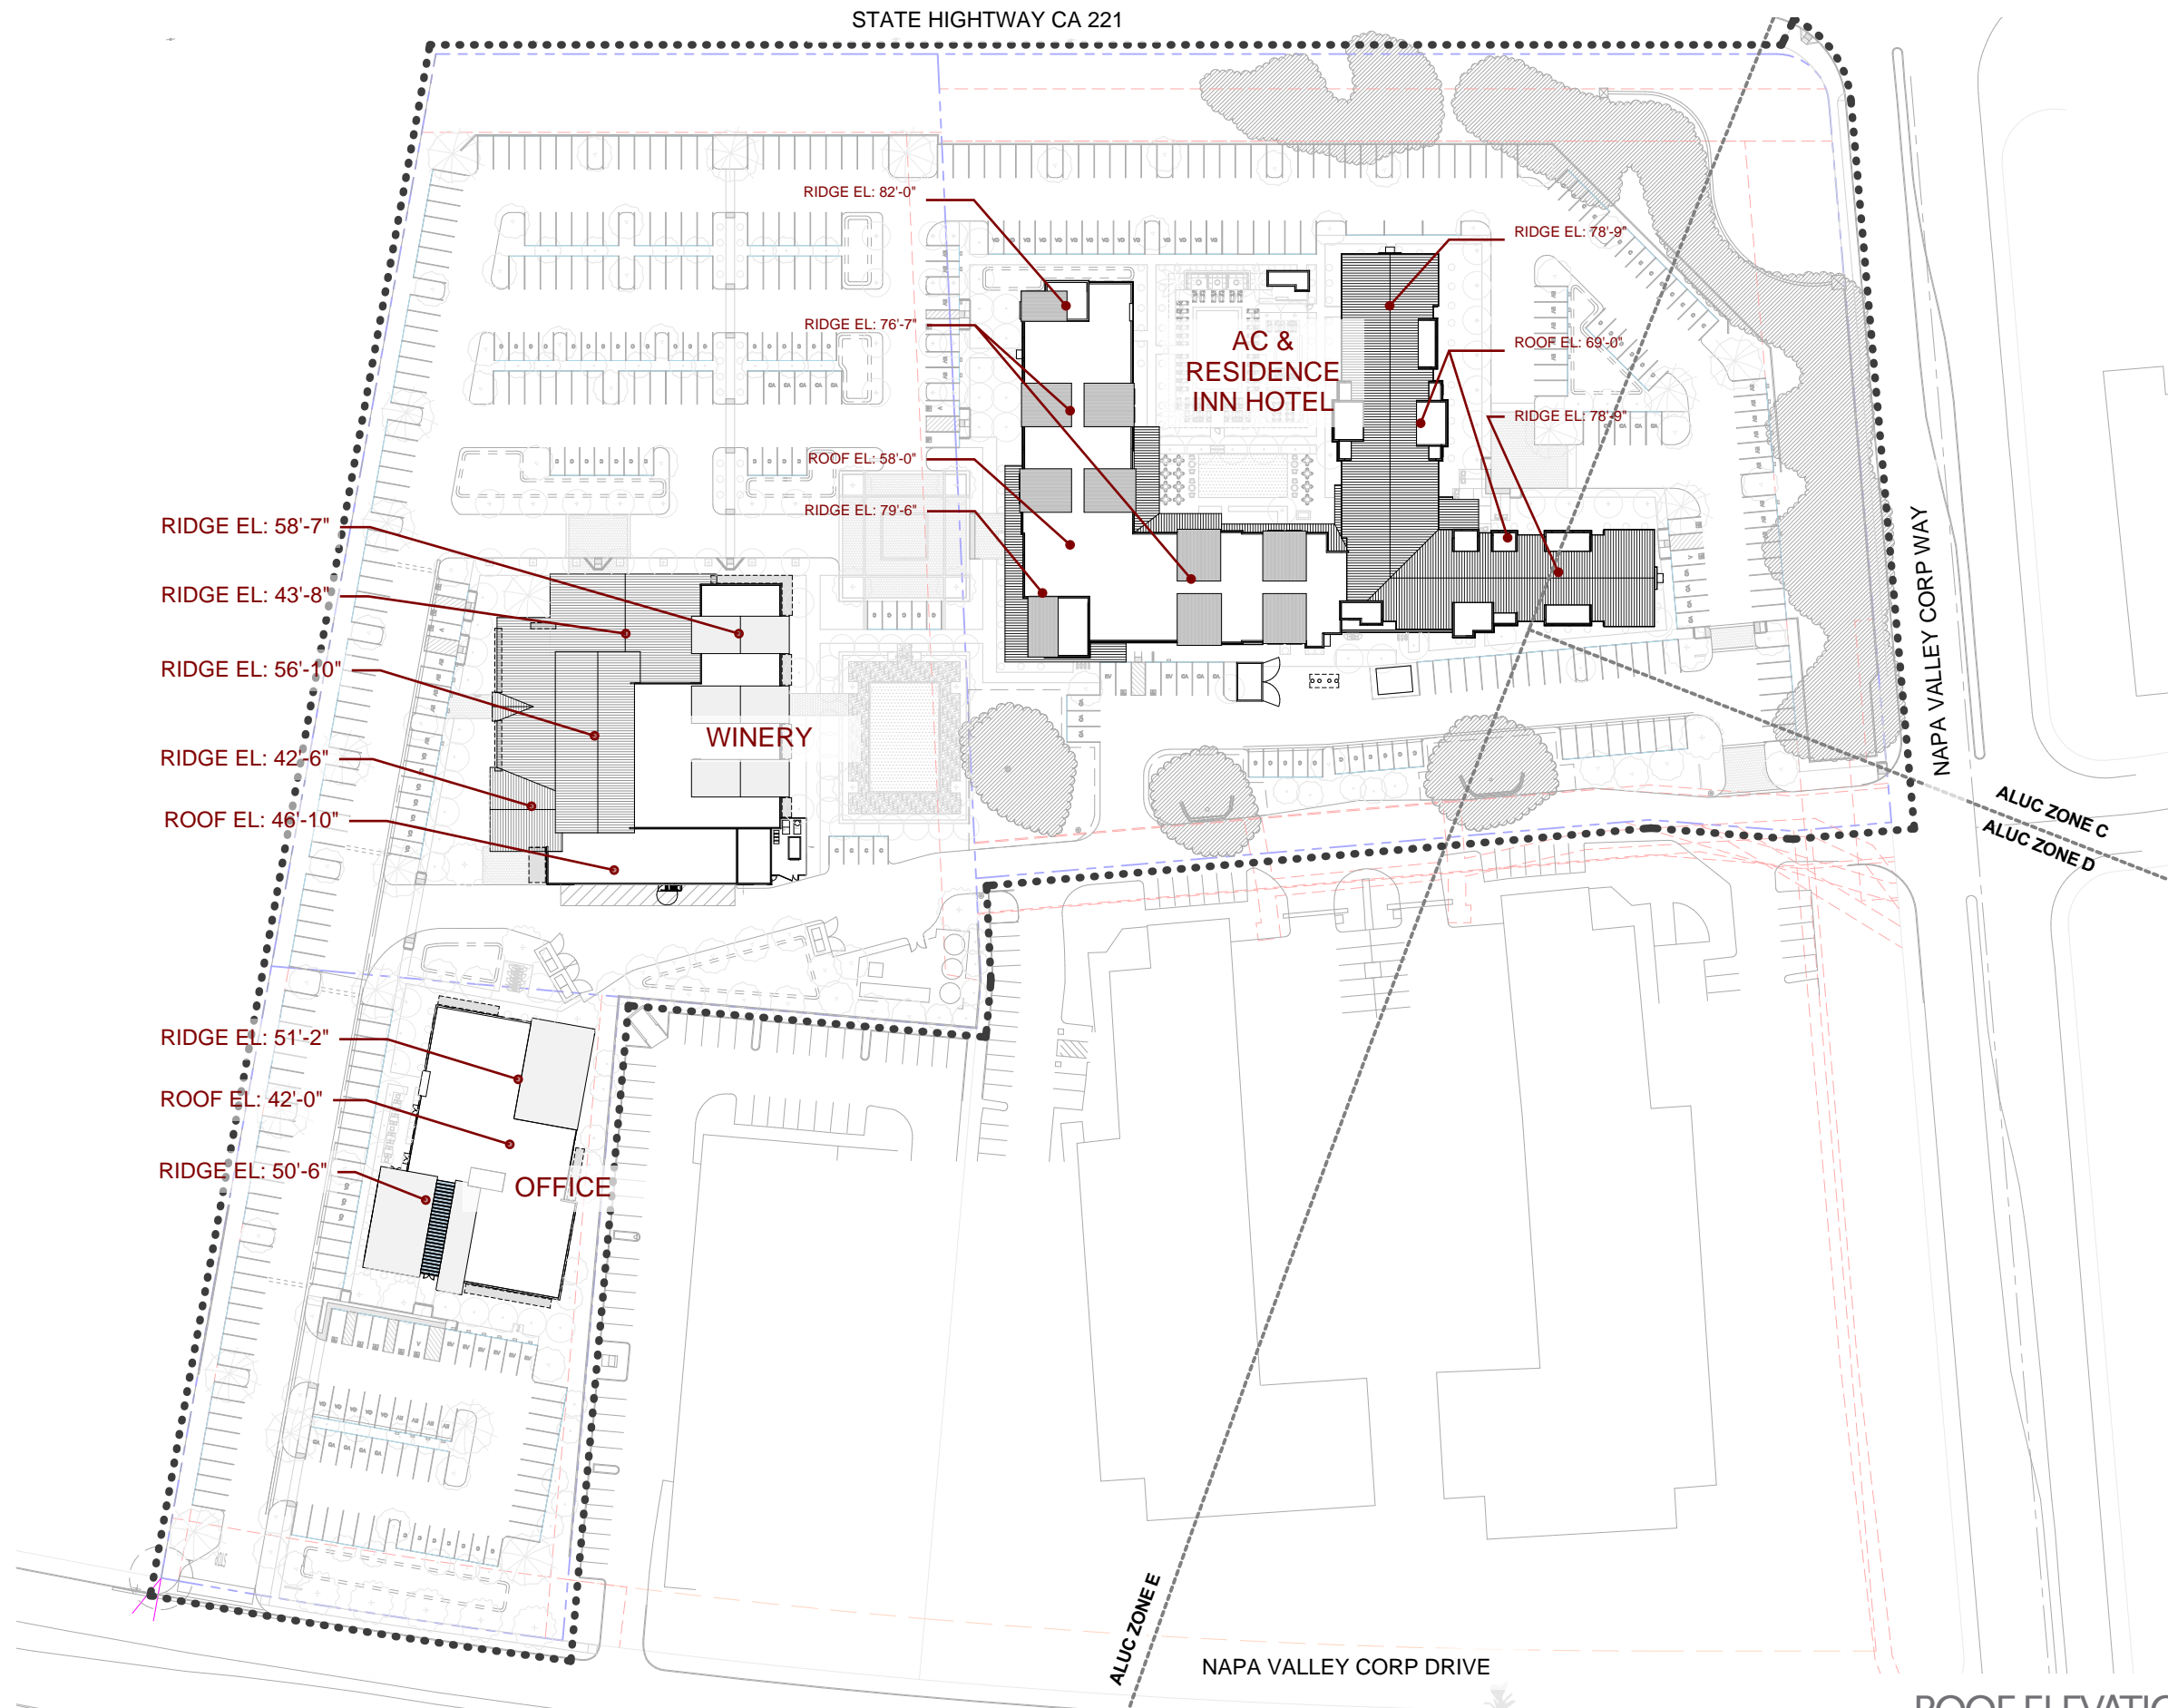 STATE HIGHTWAY CA 221
RIDGE EL: 82'-0"
RIDGE EL: 78'-9"
RIDGE EL: 76'-7"
AC &
RESIDENCE
INN HOTEL
ROOF EL: 69'-0"
RIDGE EL: 78'-9"
ROOF EL: 58'-0"
RIDGE EL: 79'-6"
RIDGE EL: 58'-7"
RIDGE EL: 43'-8"
RIDGE EL: 56'-10"
WINERY
RIDGE EL: 42'-6"
ROOF EL: 46'-10"
NAPA VALLEY CORP WAY
ALUC ZONE C
ALUC ZONE D
RIDGE EL: 51'-2"
ROOF EL: 42'-0"
RIDGE EL: 50'-6"
OFFICE
ALUC ZONE E
NAPA VALLEY CORP DRIVE